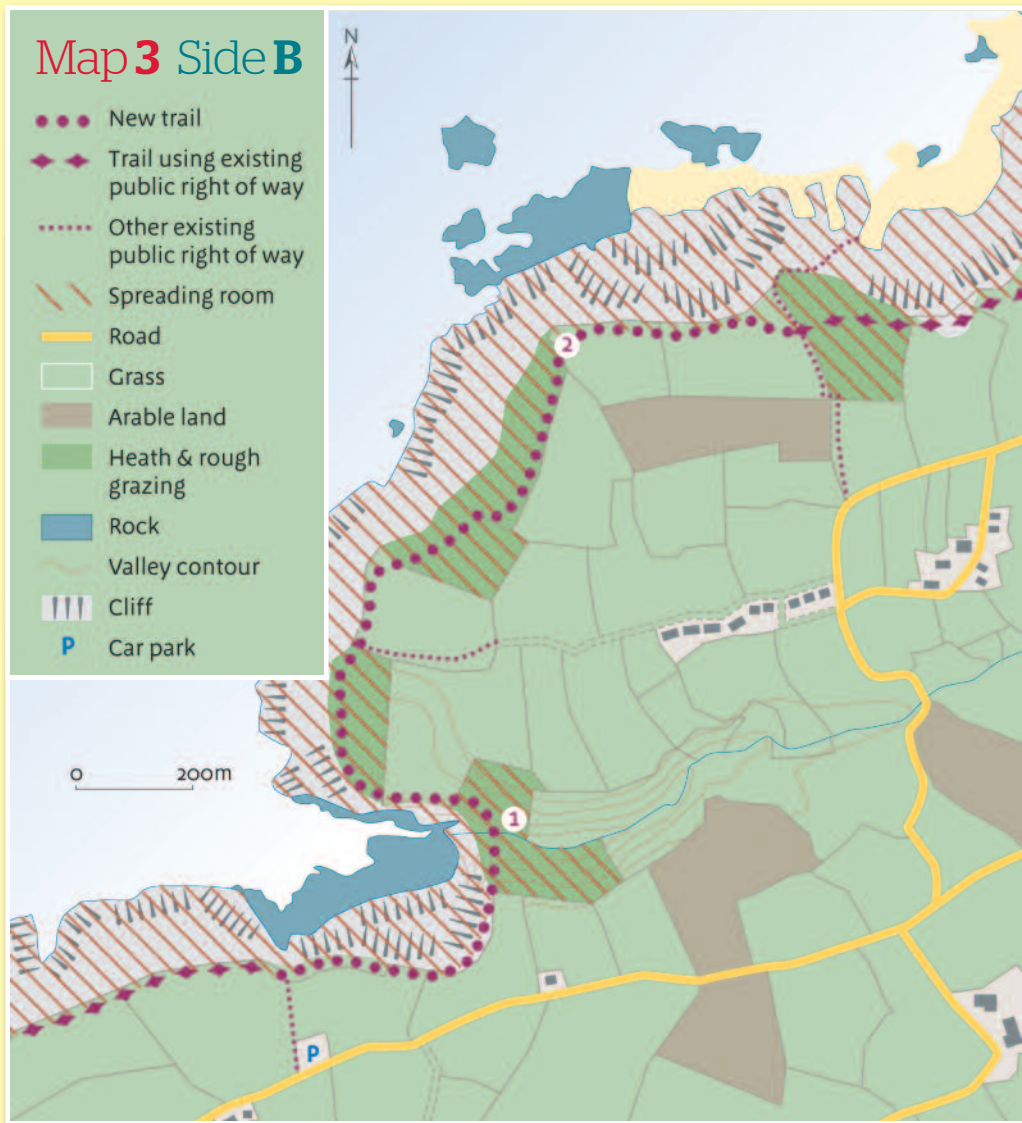 Map 3 Side B
New trail
Trail using existing
public right of way
Other existing
public right of way
Spreading room
Road
Grass
Arable land
Heath & rough
grazing
Rock
Valley contour
Cliff
P
Car park
N
2
1
0 200m
P